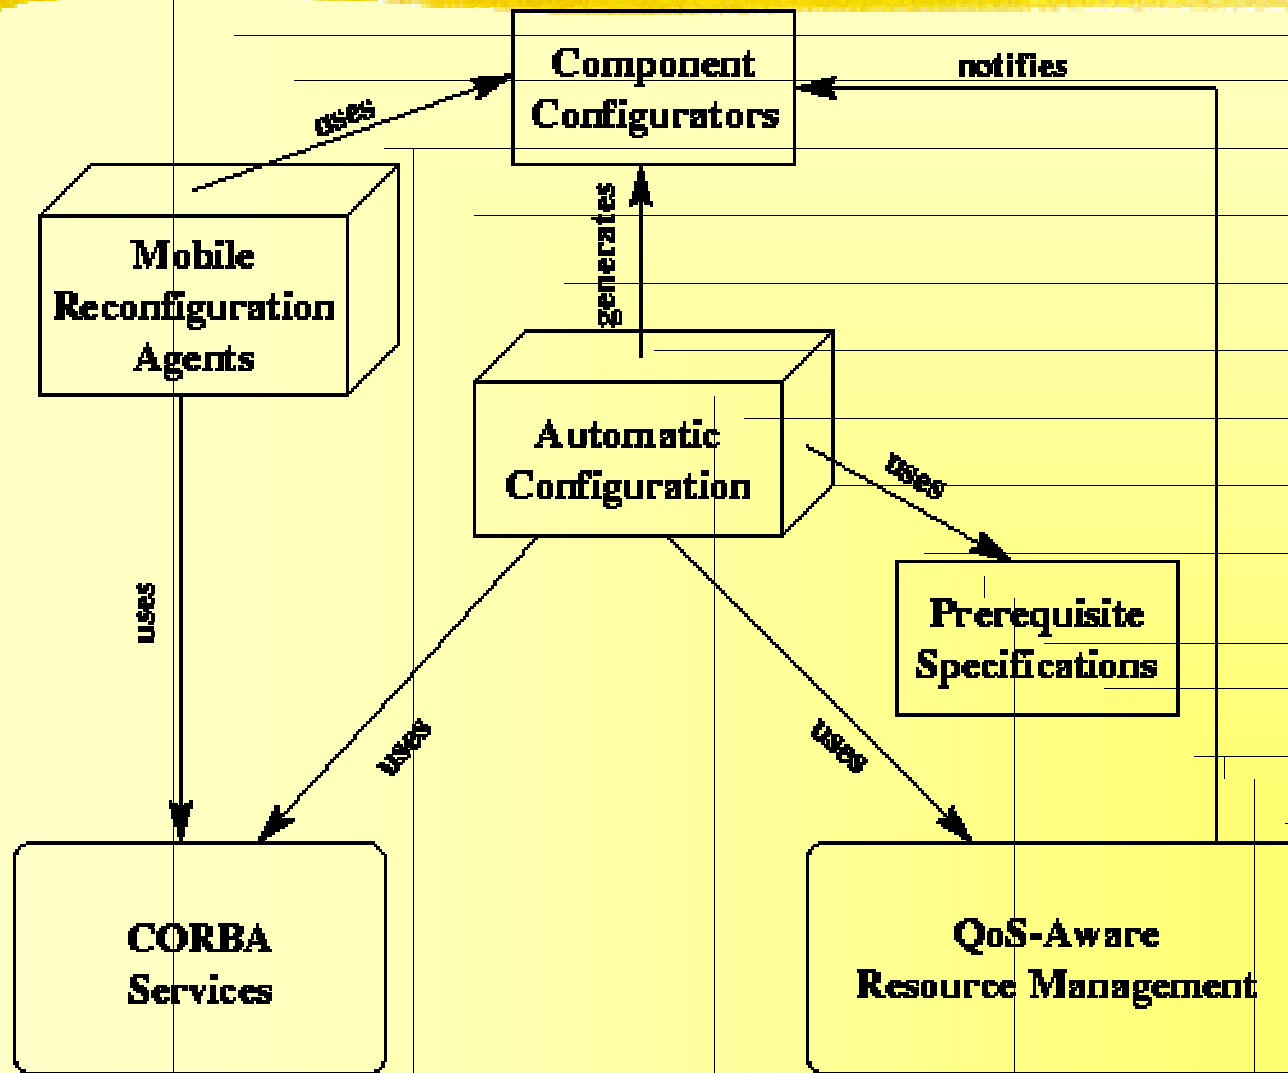 Component
Configurators
notifies
uses
generates
Mobile
Reconfiguration
Agents
Automatic
Configuration
uses
uses
Prerequisite
Specifications
uses
uses
CORBA
Services
QoS-Aware
Resource Management